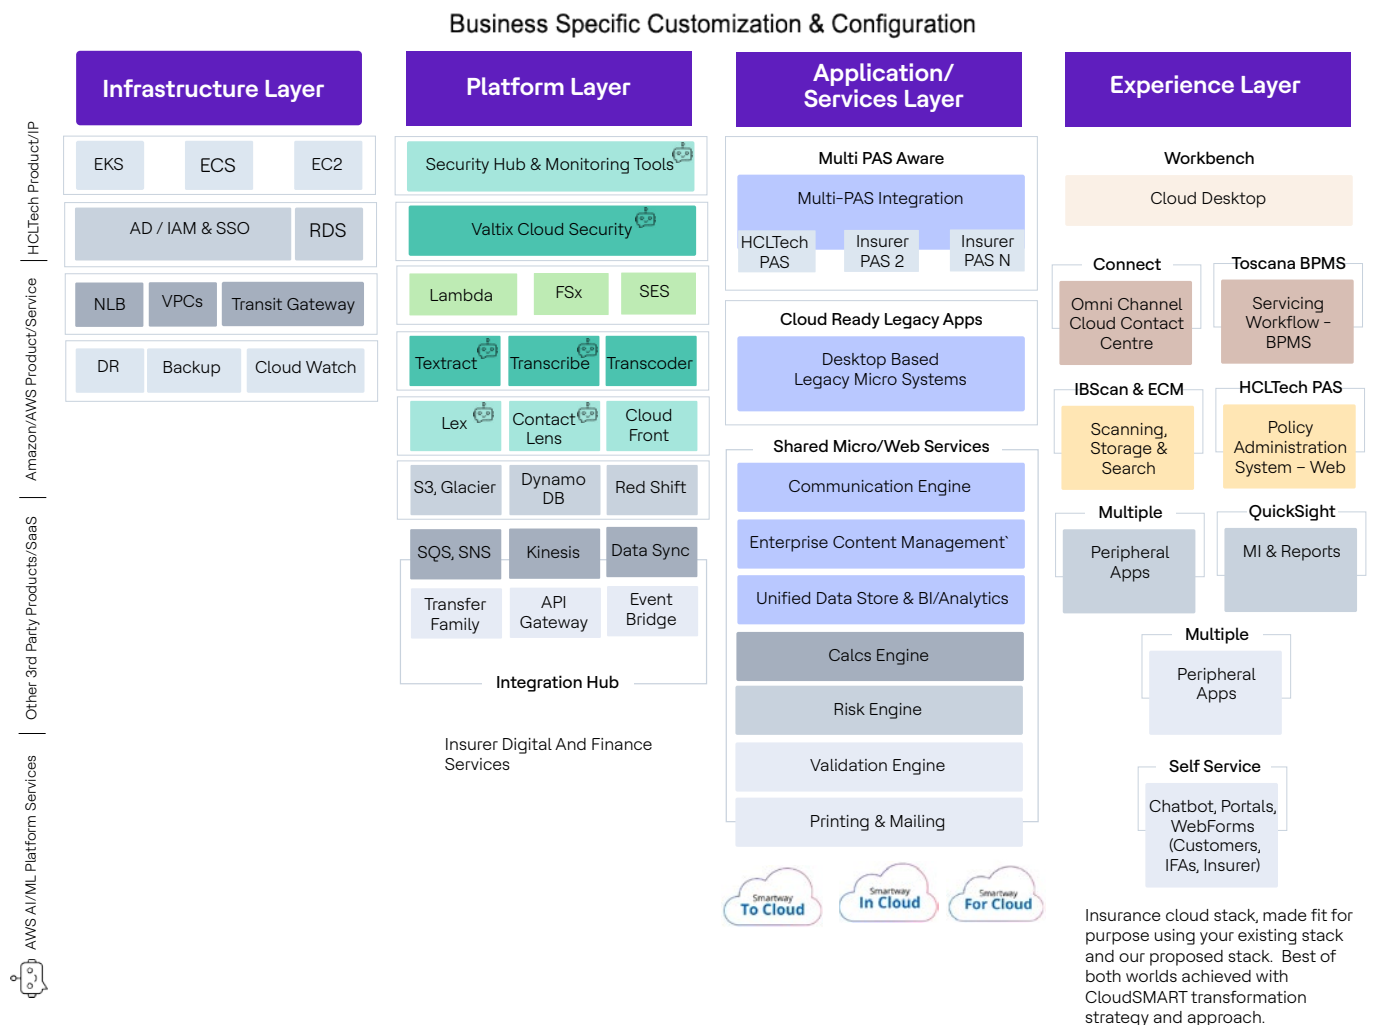 Business Specific Customization & Configuration
Infrastructure Layer
Platform Layer
Application/
Services Layer
Experience Layer
HCLTech Product/IP
Amazon/AWS Product/Service
Other 3rd Party Products/SaaS
AWS AI/ML Platform Services
EKS
ECS
EC2
AD / IAM & SSO
RDS
NLB
VPCs
Transit Gateway
DR
Backup
Cloud Watch
Security Hub & Monitoring Tools
Valtix Cloud Security
Lambda
FSx
SES
Textract
Transcribe
Transcoder
Lex
Contact
Lens
Cloud
Front
S3, Glacier
Dynamo
DB
Red Shift
SQS, SNS
Kinesis
Data Sync
Transfer
Family
API
Gateway
Event
Bridge
Integration Hub
Insurer Digital And Finance
Services
Multi PAS Aware
Multi-PAS Integration
HCLTech
PAS
Insurer
PAS 2
Insurer
PAS N
Cloud Ready Legacy Apps
Desktop Based
Legacy Micro Systems
Shared Micro/Web Services
Communication Engine
Enterprise Content Management`
Unified Data Store & BI/Analytics
Calcs Engine
Risk Engine
Validation Engine
Printing & Mailing
Smartway
To Cloud
Smartway
In Cloud
Smartway
For Cloud
Workbench
Cloud Desktop
Connect
Omni Channel
Cloud Contact
Centre
Toscana BPMS
Servicing
Workflow -
BPMS
IBScan & ECM
Scanning,
Storage &
Search
HCLTech PAS
Policy
Administration
System – Web
Multiple
Peripheral
Apps
QuickSight
MI & Reports
Multiple
Peripheral
Apps
Self Service
Chatbot, Portals,
WebForms
(Customers,
IFAs, Insurer)
Insurance cloud stack, made fit for
purpose using your existing stack
and our proposed stack. Best of
both worlds achieved with
CloudSMART transformation
strategy and approach.